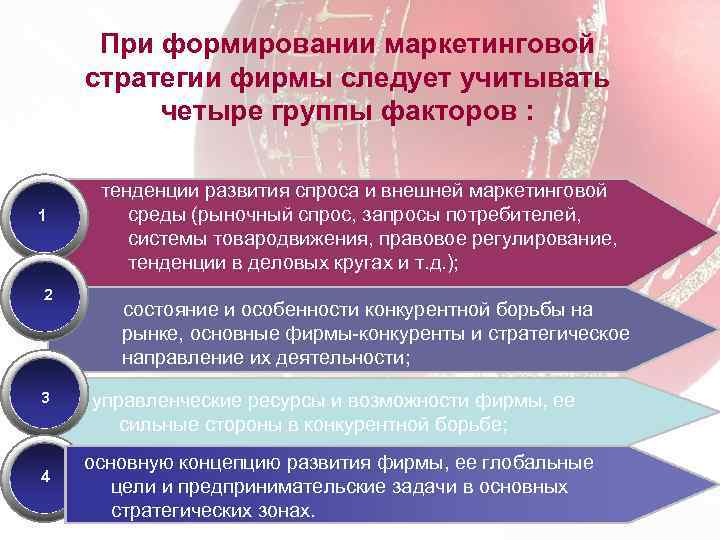 При формировании маркетинговой
стратегии фирмы следует учитывать
четыре группы факторов :
1
тенденции развития спроса и внешней маркетинговой
среды (рыночный спрос, запросы потребителей,
системы товародвижения, правовое регулирование,
тенденции в деловых кругах и т. д. );
2
состояние и особенности конкурентной борьбы на
рынке, основные фирмы-конкуренты и стратегическое
направление их деятельности;
3
управленческие ресурсы и возможности фирмы, ее
сильные стороны в конкурентной борьбе;
4
основную концепцию развития фирмы, ее глобальные
цели и предпринимательские задачи в основных
стратегических зонах.